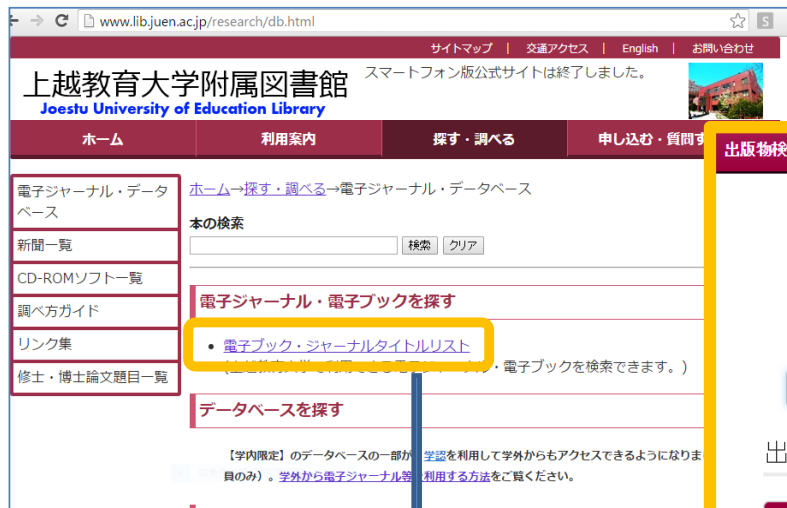 www.lib.juen.ac.jp/research/db.html
サイトマップ | 交通アクセス | English | お問い合わせ
上越教育大学附属図書館
Joestu University of Education Library
スマートフォン版公式サイトは終了しました。
ホーム 利用案内 探す・調べる 申し込む・質問す
出版物検
電子ジャーナル・データ
ベース
新聞一覧
CD-ROMソフト一覧
調べ方ガイド
リンク集
修士・博士論文題目一覧
ホーム→探す・調べる→電子ジャーナル・データベース
本の検索
検索 クリア
電子ジャーナル・電子ブックを探す
• 電子ブック・ジャーナルタイトルリスト
・電子ブックを検索できます。)
データベースを探す
【学内限定】のデータベースの一部が 学認を利用して学外からもアクセスできるようになりま
員のみ)。学外から電子ジャーナル等 利用する方法をご覧ください。
出